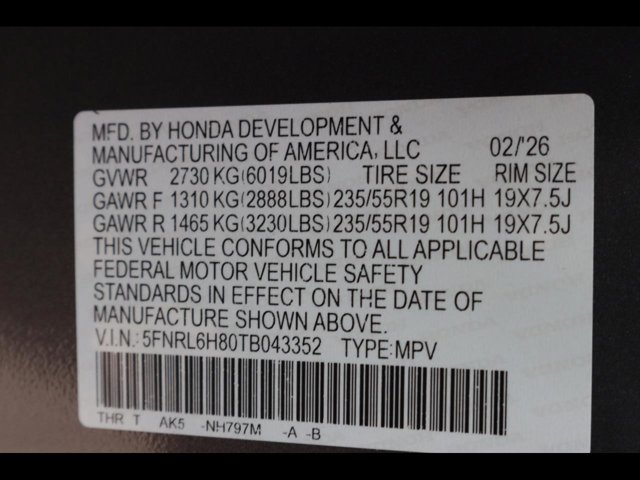 MFD. BY HONDA DEVELOPMENT &
MANUFACTURING OF AMERICA, LLC 02/'26
GVWR 2730 KG(6019LBS) TIRE SIZE RIM SIZE
GAWR F 1310 KG(2888LBS) 235/55R19 101H 19X7.5J
GAWR R 1465 KG(3230LBS) 235/55R19 101H 19X7.5J
THIS VEHICLE CONFORMS TO ALL APPLICABLE
FEDERAL MOTOR VEHICLE SAFETY
STANDARDS IN EFFECT ON THE DATE OF
MANUFACTURE SHOWN ABOVE.
V.I.N.:5FNRL6H80TB043352 TYPE:MPV
THR T AK5 -NH797M -A -B